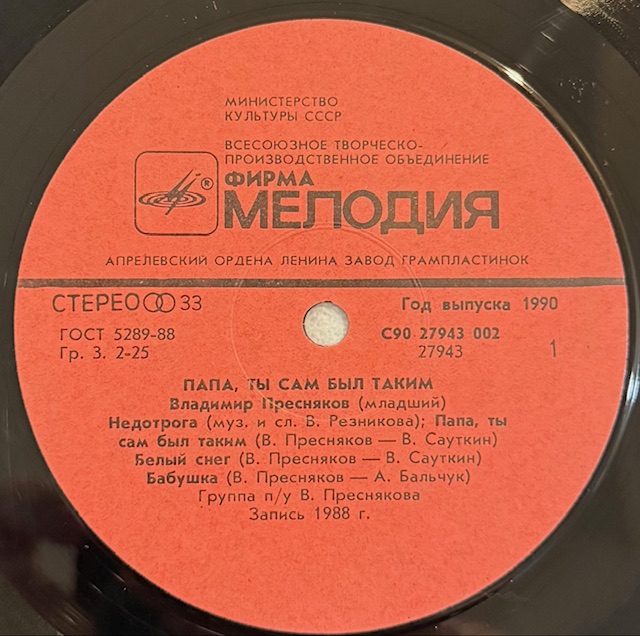 МИНИСТЕРСТВО
КУЛЬТУРЫ СССР
ВСЕСОЮЗНОЕ ТВОРЧЕСКО-
ПРОИЗВОДСТВЕННОЕ ОБЪЕДИНЕНИЕ
®
ФИРМА
МЕЛОДИЯ
АПРЕЛЕВСКИЙ ОРДЕНА ЛЕНИНА ЗАВОД ГРАМПЛАСТИНОК
СТЕРЕО 33
Год выпуска 1990
ГОСТ 5289-88
С90 27943 002
Гр. 3. 2-25
27943
1
ПАПА, ТЫ САМ БЫЛ ТАКИМ
Владимир Пресняков (младший)
Недотрога (муз. и сл. В. Резникова); Папа, ты
сам был таким (В. Пресняков — В. Сауткин)
Белый снег (В. Пресняков — В. Сауткин)
Бабушка (В. Пресняков — А. Бальчук)
Группа п/у В. Преснякова
Запись 1988 г.